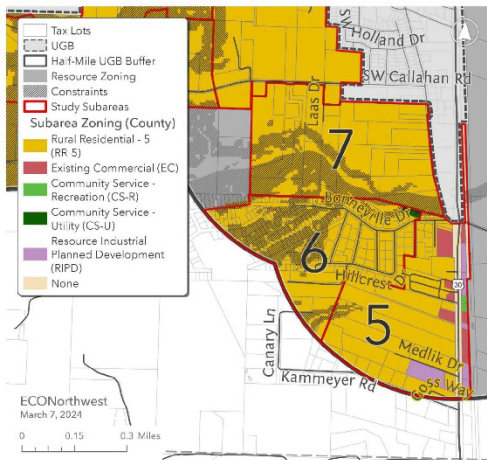 Tax Lots
UGB
Half-Mile UGB Buffer
Resource Zoning
Constraints
Study Subareas
Subarea Zoning (County)
Rural Residential - 5
(RR 5)
Existing Commercial (EC)
Community Service -
Recreation (CS-R)
Community Service -
Utility (CS-U)
Resource Industrial
Planned Development
(RIPD)
None
SW Holland Dr
SW Callahan Rd
Laas Dr
7
Bonneville Dr
6
Hillcrest Dr
30
5
Canary Ln
Medlik Dr
Kammeyer Rd
Goss Way
ECONorthwest
March 7, 2024
0 0.15 0.3 Miles